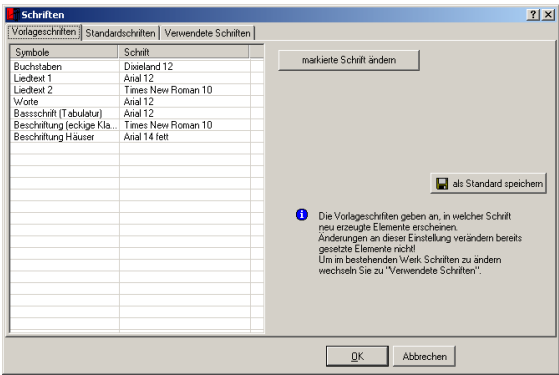 Schriften
Vorlageschriften Standardschriften Verwendete Schriften
Symbole Schrift
Buchstaben Dixieland 12
Liedtext 1 Arial 12
Liedtext 2 Times New Roman 10
Worte Arial 12
Bassschrift (Tabulatur) Arial 12
Beschriftung (eckige Kla... Times New Roman 10
Beschriftung Häuser Arial 14 fett
markierte Schrift ändern
als Standard speichern
Die Vorlageschfriten geben an, in welcher Schrift
neu erzeugte Elemente erscheinen.
Änderungen an dieser Einstellung verändern bereits
gesetzte Elemente nicht!
Um im bestehenden Werk Schriften zu ändern
wechseln Sie zu "Verwendete Schriften".
OK Abbrechen